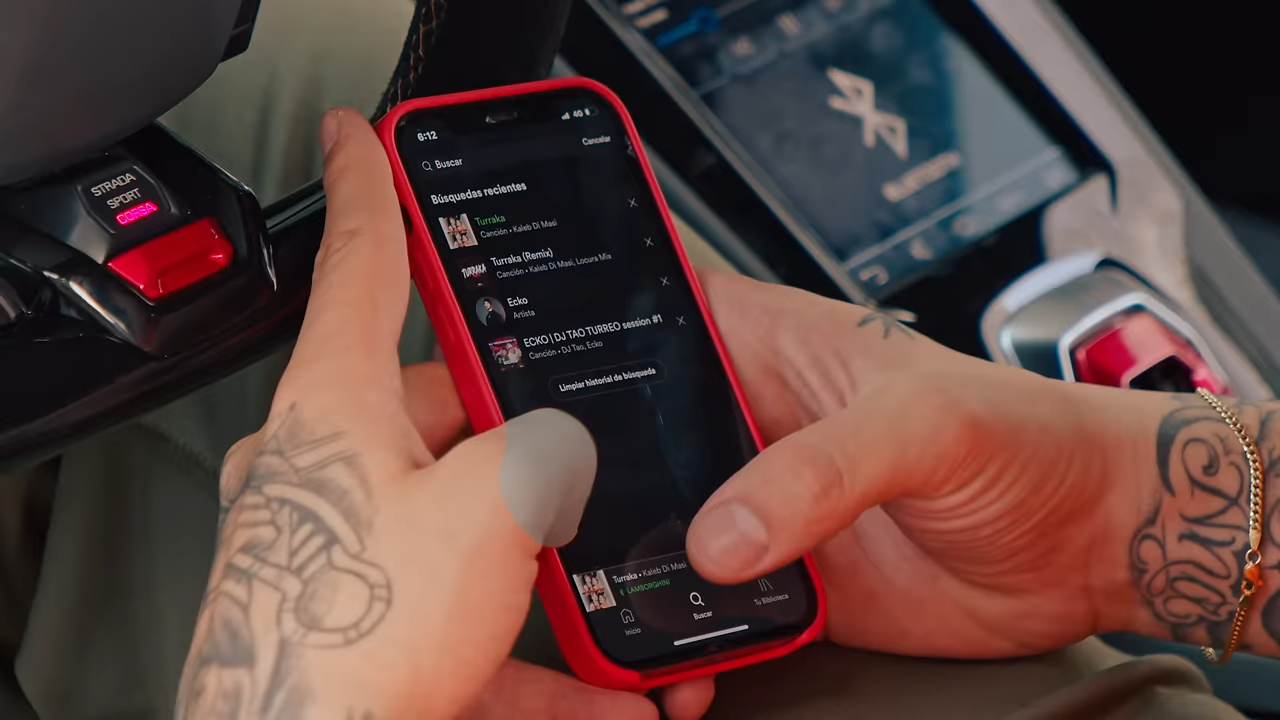 STRADA
SPORT
CORSA
6:12
4G
Buscar
Cancelar
Búsquedas recientes
Turraka
Canción • Kaleb Di Masi
Turraka (Remix)
Canción • Kaleb Di Masi, Locura Mix
Ecko
Artista
ECKO | DJ TAO TURREO session #1
Canción • DJ Tao, Ecko
Limpiar historial de búsqueda
Turraka • Kaleb Di Masi
LAMBORGHINI
Inicio
Buscar
Tu Biblioteca